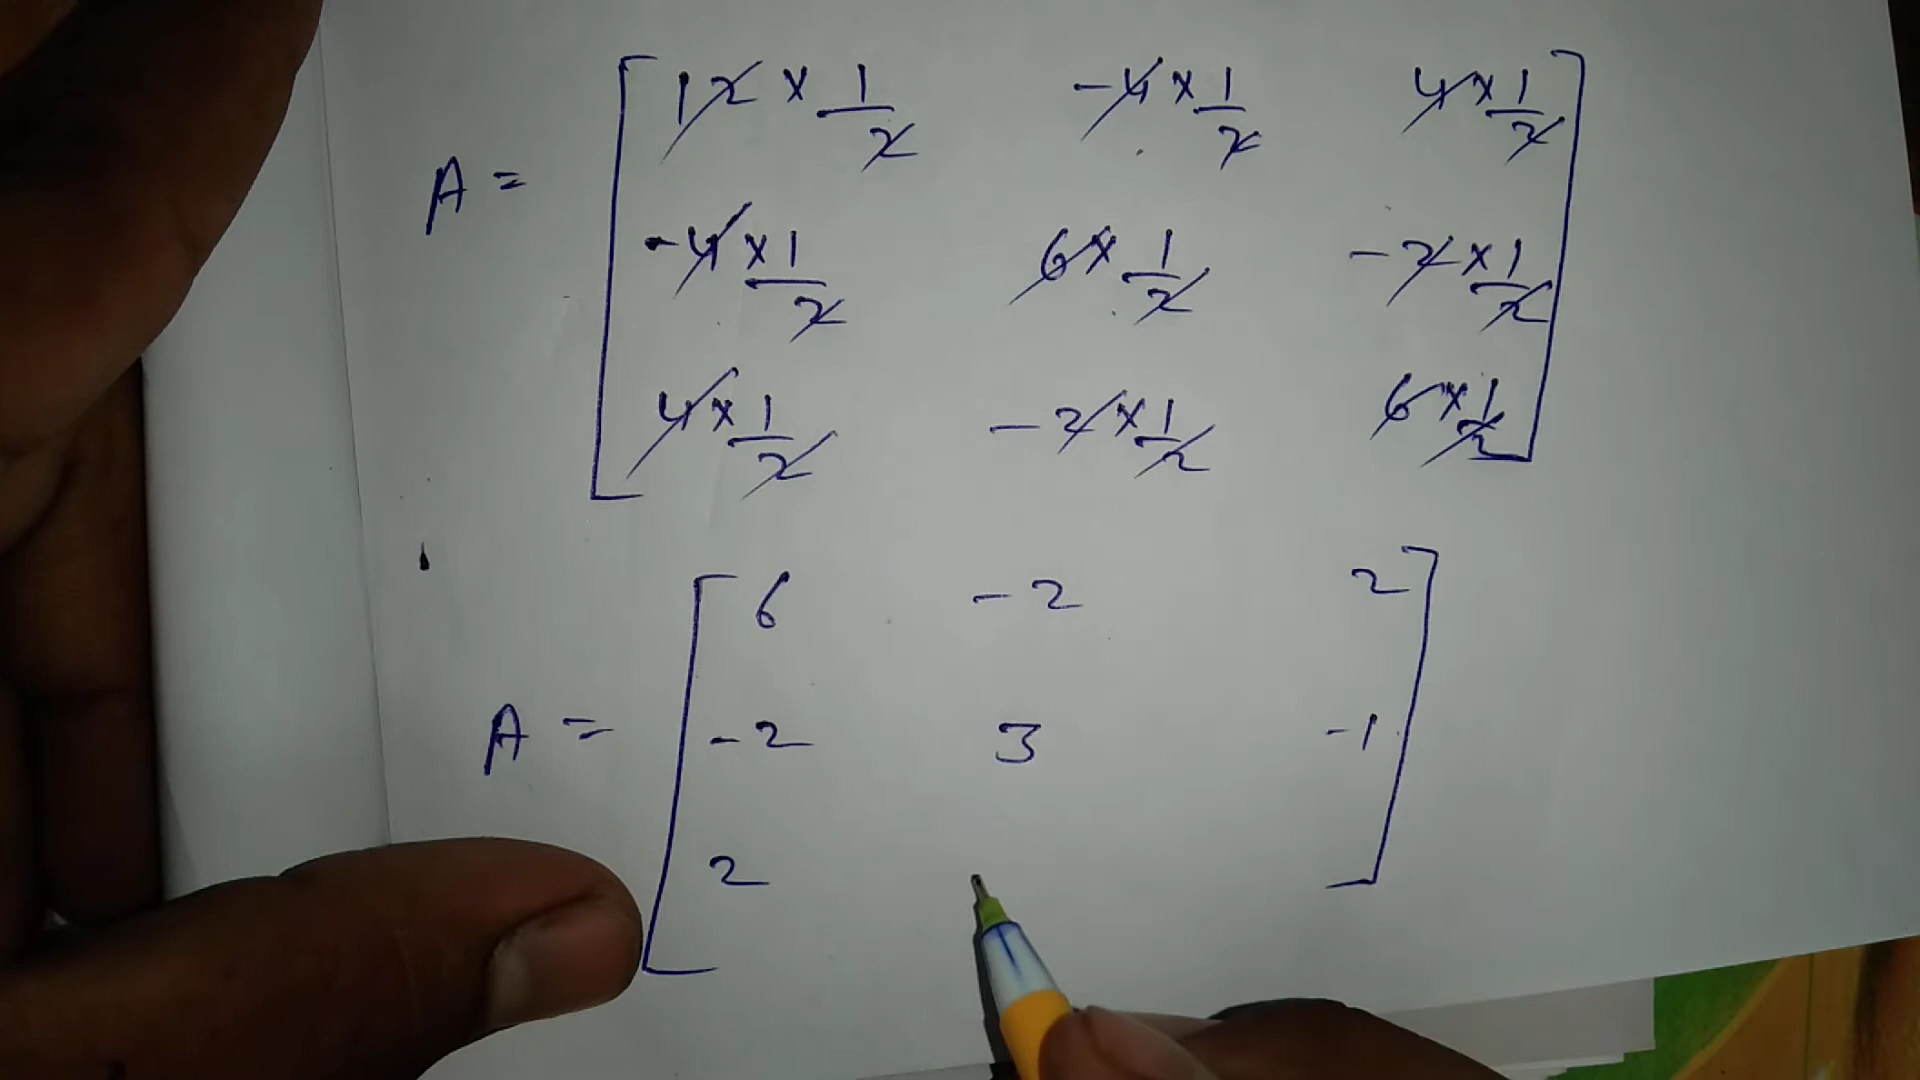 A = [ 12 × 1/2   -4 × 1/2   4 × 1/2
-4 × 1/2   6 × 1/2   -2 × 1/2
4 × 1/2   -2 × 1/2   6 × 1/2 ]
A = [ 6   -2   2
-2   3   -1
2 ]